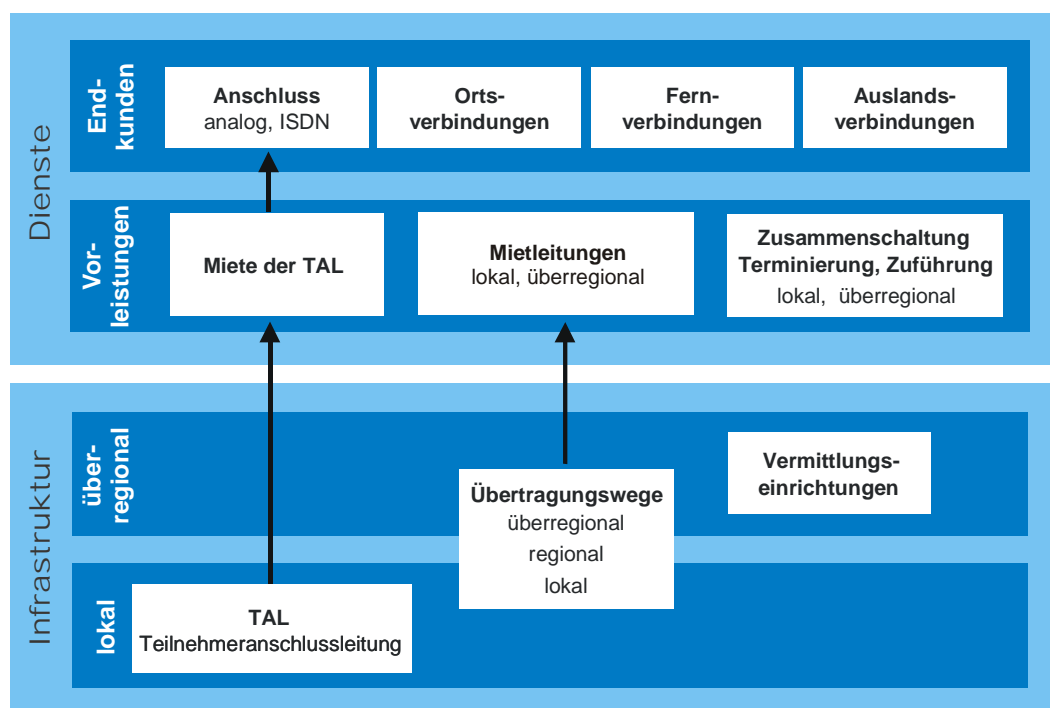 Dienste
End-
kunden
Anschluss
analog, ISDN
Orts-
verbindungen
Fern-
verbindungen
Auslands-
verbindungen
Vor-
leistungen
Miete der TAL
Mietleitungen
lokal, überregional
Zusammenschaltung
Terminierung, Zuführung
lokal, überregional
Infrastruktur
über-
regional
Übertragungswege
überregional
regional
lokal
Vermittlungs-
einrichtungen
lokal
TAL
Teilnehmeranschlussleitung